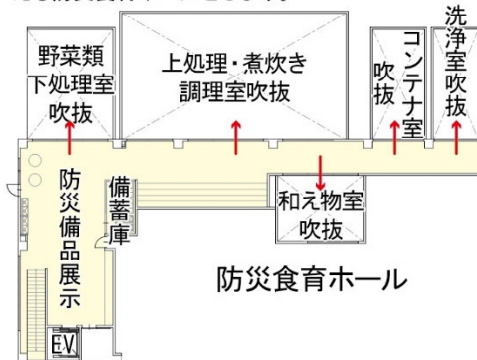 野菜類
下処理室
吹抜
上処理・煮炊き
調理室吹抜
コンテナ室
吹抜
洗浄室吹抜
防災備品展示
備蓄庫
和え物室
吹抜
防災食育ホール
EV